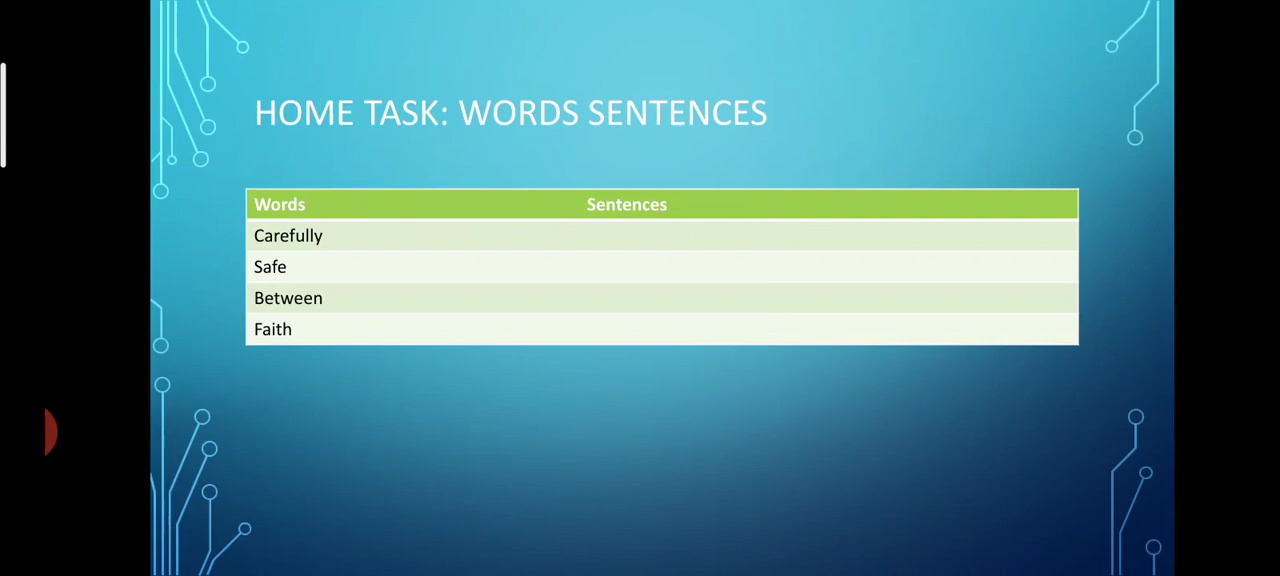 HOME TASK: WORDS SENTENCES
Words Sentences
Carefully
Safe
Between
Faith